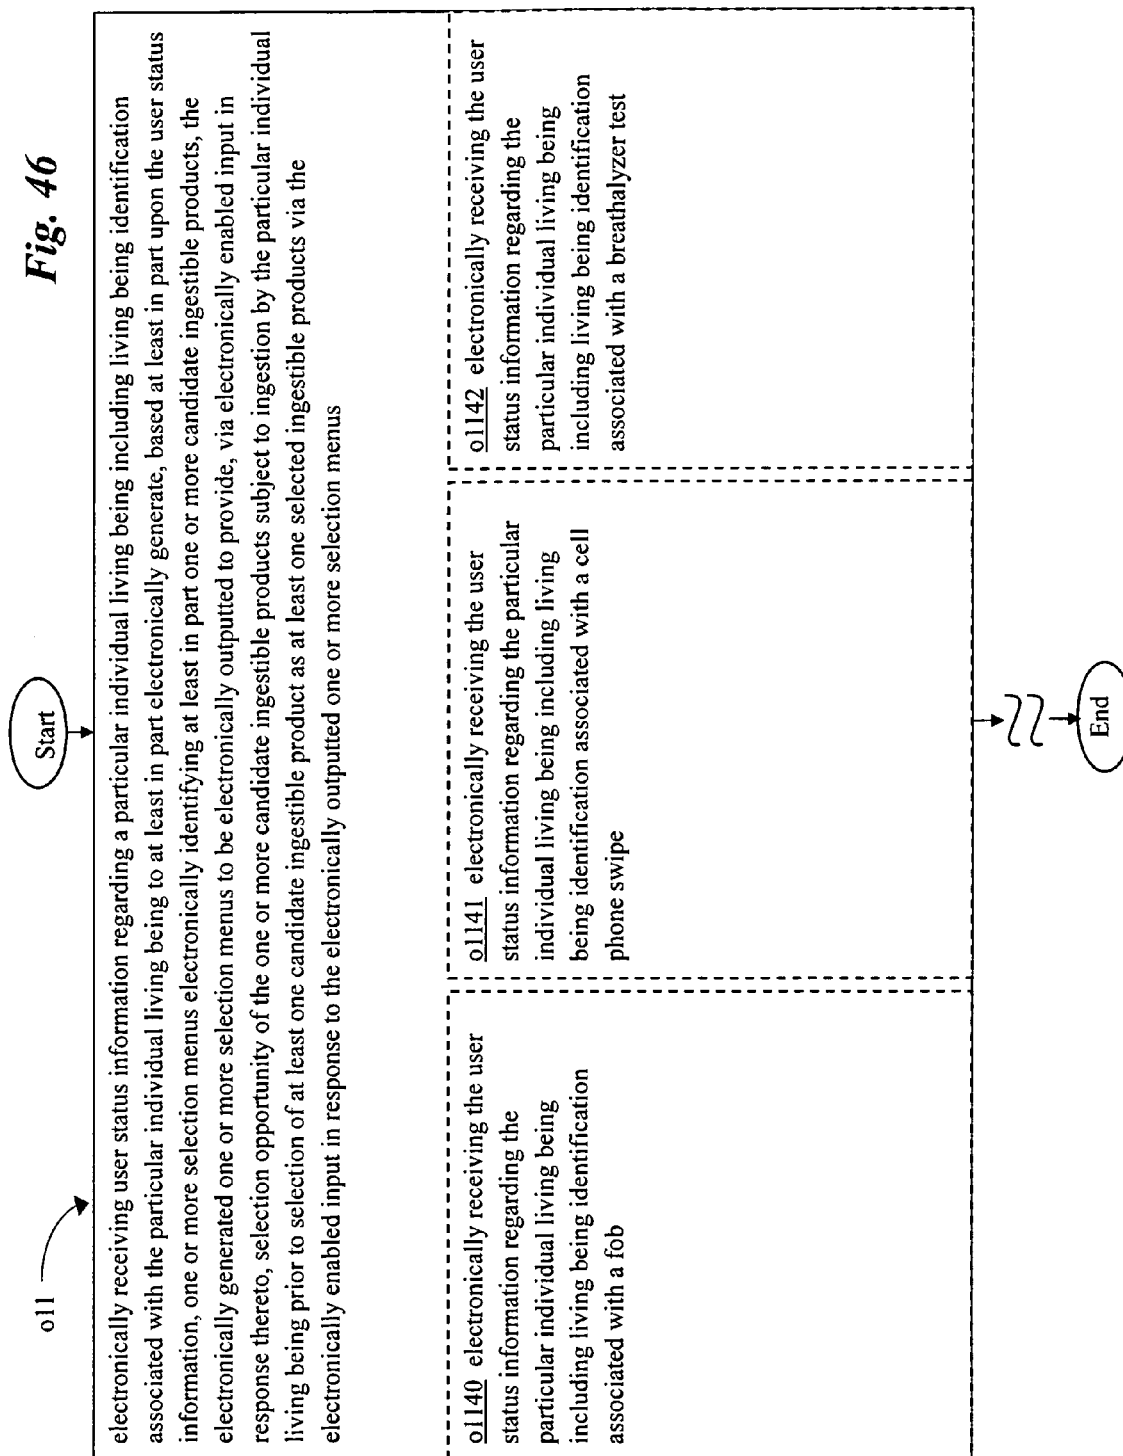 Fig. 46
Start
o11
electronically receiving user status information regarding a particular individual living being including living being identification
associated with the particular individual living being to at least in part electronically generate, based at least in part upon the user status
information, one or more selection menus electronically identifying at least in part one or more candidate ingestible products, the
electronically generated one or more selection menus to be electronically outputted to provide, via electronically enabled input in
response thereto, selection opportunity of the one or more candidate ingestible products subject to ingestion by the particular individual
living being prior to selection of at least one candidate ingestible product as at least one selected ingestible products via the
electronically enabled input in response to the electronically outputted one or more selection menus
o1140 electronically receiving the user
status information regarding the
particular individual living being
including living being identification
associated with a fob
o1141 electronically receiving the user
status information regarding the particular
individual living being including living
being identification associated with a cell
phone swipe
o1142 electronically receiving the user
status information regarding the
particular individual living being
including living being identification
associated with a breathalyzer test
End